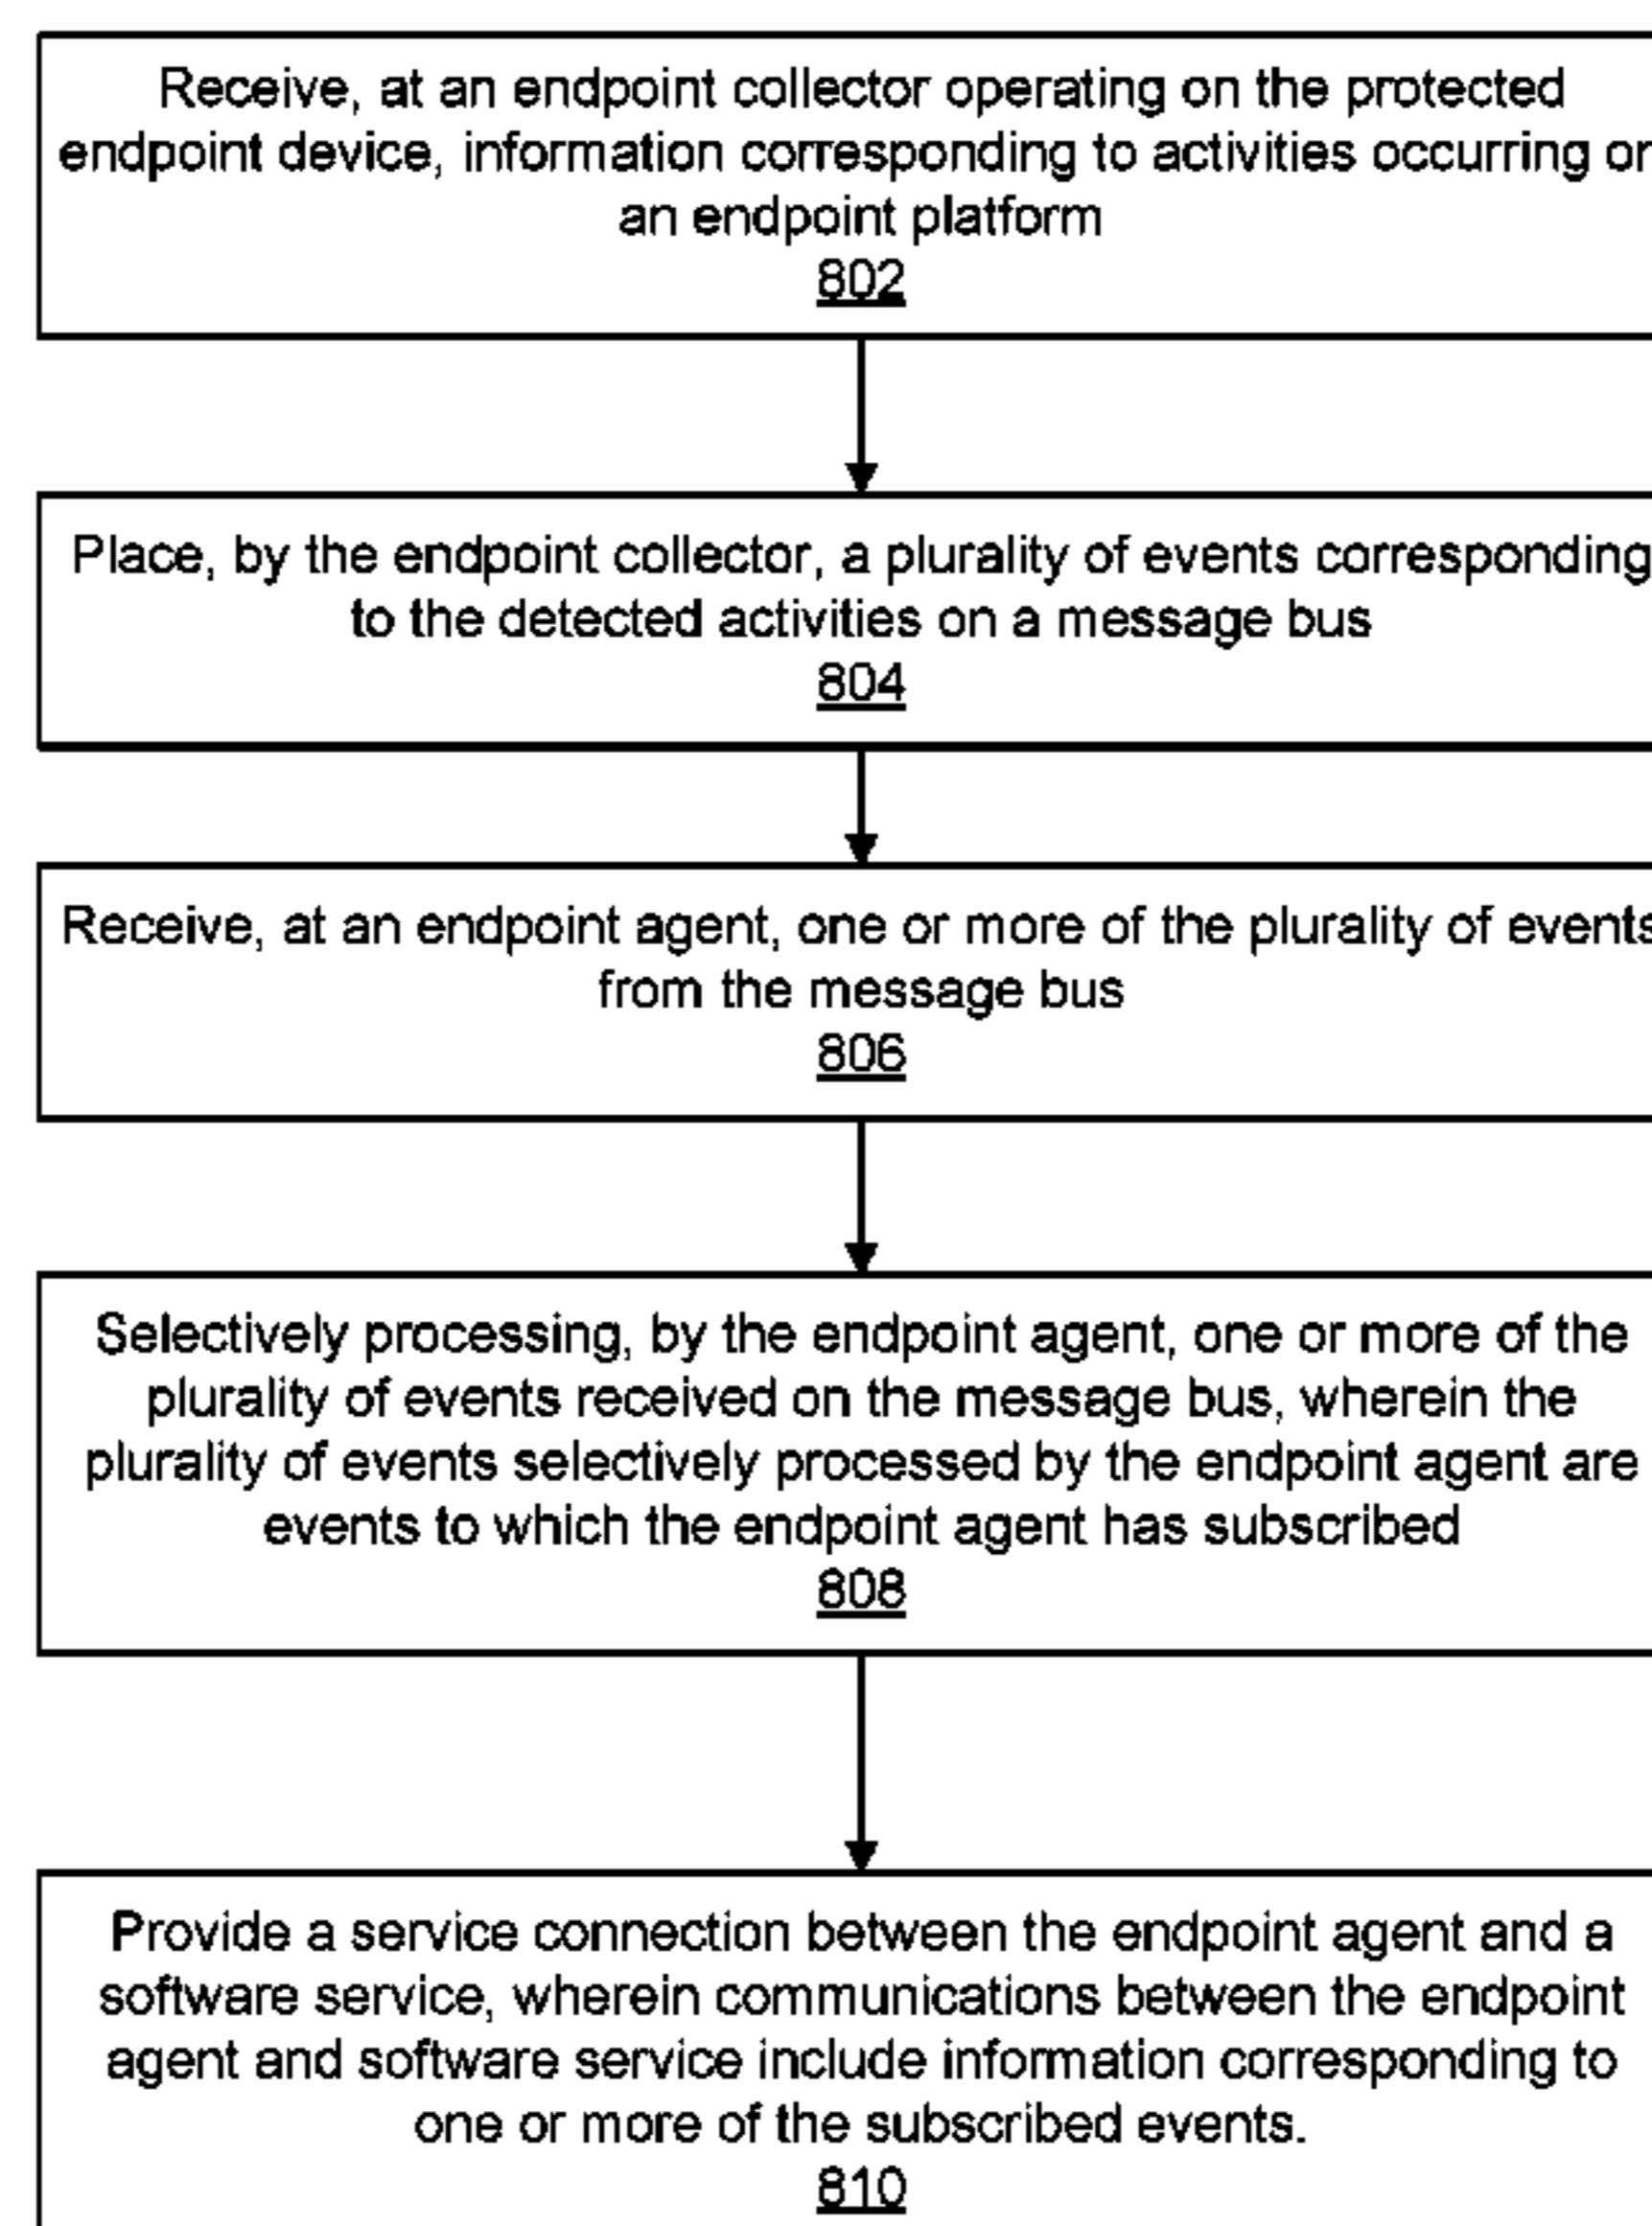 Receive, at an endpoint collector operating on the protected
endpoint device, information corresponding to activities occurring on
an endpoint platform
802
Place, by the endpoint collector, a plurality of events corresponding
to the detected activities on a message bus
804
Receive, at an endpoint agent, one or more of the plurality of events
from the message bus
806
Selectively processing, by the endpoint agent, one or more of the
plurality of events received on the message bus, wherein the
plurality of events selectively processed by the endpoint agent are
events to which the endpoint agent has subscribed
808
Provide a service connection between the endpoint agent and a
software service, wherein communications between the endpoint
agent and software service include information corresponding to
one or more of the subscribed events.
810